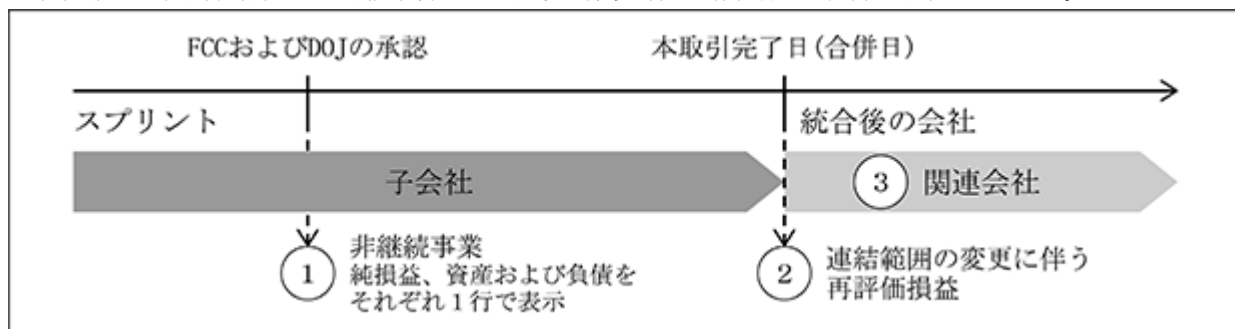 FCCおよびDOJの承認
本取引完了日(合併日)
スプリント
統合後の会社
子会社
③ 関連会社
① 非継続事業
純損益、資産および負債を
それぞれ1行で表示
② 連結範囲の変更に伴う
再評価損益